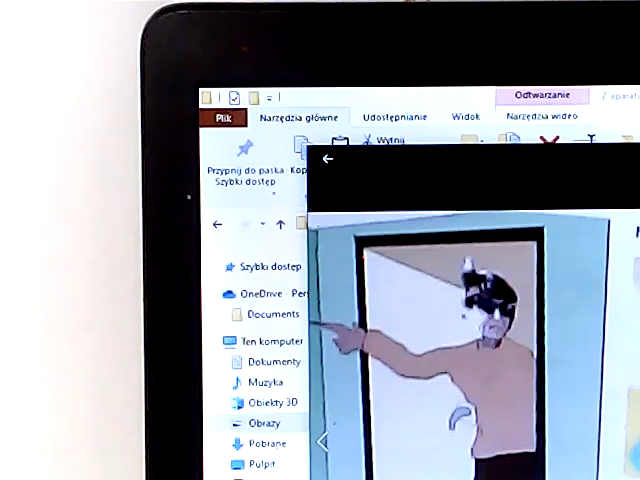 Odtwarzanie
Plik
Narzędzia główne
Udostępnianie
Widok
Narzędzia wideo
Przypnij do paska
Szybki dostęp
Wytnij
Szybki dostęp
OneDrive
Documents
Ten komputer
Dokumenty
Muzyka
Obiekty 3D
Obrazy
Pobrane
Pulpit